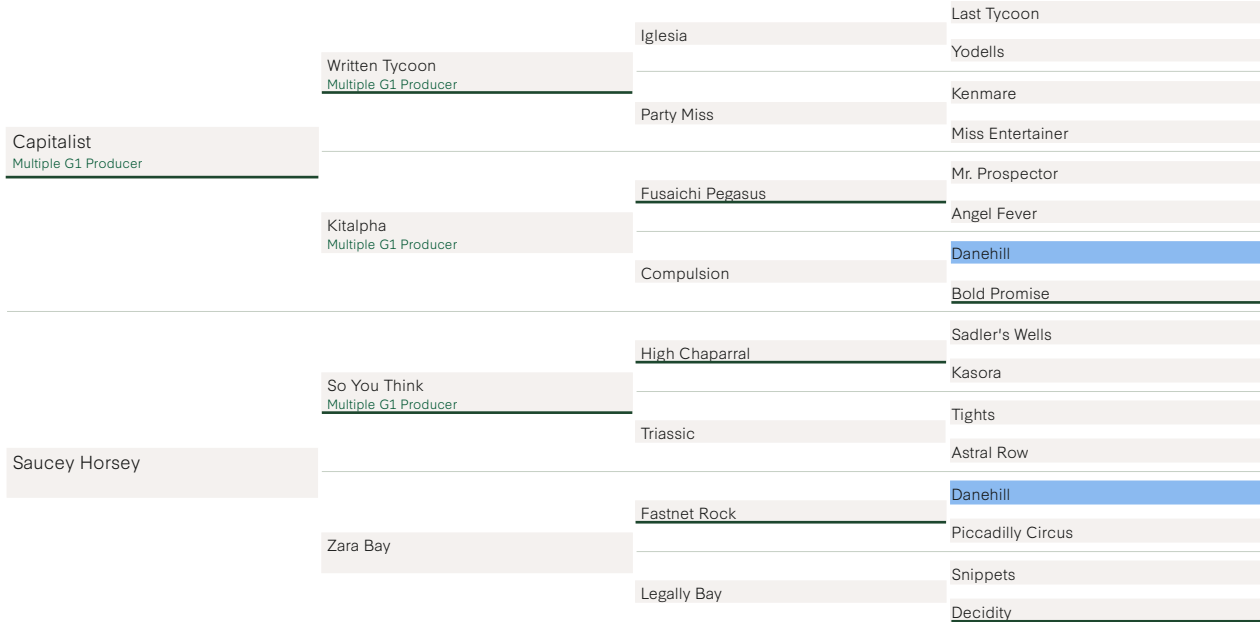 Capitalist
Multiple G1 Producer
Saucey Horsey
Written Tycoon
Multiple G1 Producer
Kitalpha
Multiple G1 Producer
So You Think
Multiple G1 Producer
Zara Bay
Iglesia
Party Miss
Fusaichi Pegasus
Compulsion
High Chaparral
Triassic
Fastnet Rock
Legally Bay
Last Tycoon
Yodells
Kenmare
Miss Entertainer
Mr. Prospector
Angel Fever
Danehill
Bold Promise
Sadler's Wells
Kasora
Tights
Astral Row
Danehill
Piccadilly Circus
Snippets
Decidity